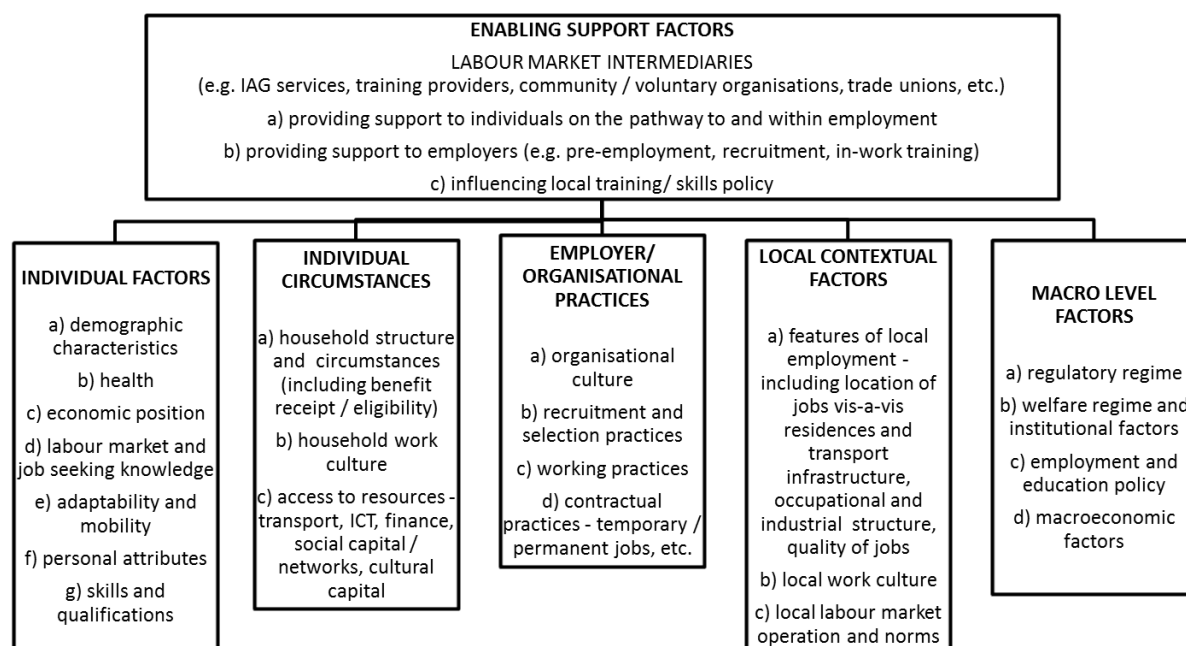 ENABLING SUPPORT FACTORS
LABOUR MARKET INTERMEDIARIES
(e.g. IAG services, training providers, community / voluntary organisations, trade unions, etc.)
a) providing support to individuals on the pathway to and within employment
b) providing support to employers (e.g. pre-employment, recruitment, in-work training)
c) influencing local training/ skills policy
INDIVIDUAL FACTORS
a) demographic
characteristics
b) health
c) economic position
d) labour market and
job seeking knowledge
e) adaptability and
mobility
f) personal attributes
g) skills and
qualifications
INDIVIDUAL
CIRCUMSTANCES
a) household structure
and circumstances
(including benefit
receipt / eligibility)
b) household work
culture
c) access to resources -
transport, ICT, finance,
social capital /
networks, cultural
capital
EMPLOYER/
ORGANISATIONAL
PRACTICES
a) organisational
culture
b) recruitment and
selection practices
c) working practices
d) contractual
practices - temporary /
permanent jobs, etc.
LOCAL CONTEXTUAL
FACTORS
a) features of local
employment -
including location of
jobs vis-a-vis
residences and
transport
infrastructure,
occupational and
industrial structure,
quality of jobs
b) local work culture
c) local labour market
operation and norms
MACRO LEVEL
FACTORS
a) regulatory regime
b) welfare regime and
institutional factors
c) employment and
education policy
d) macroeconomic
factors